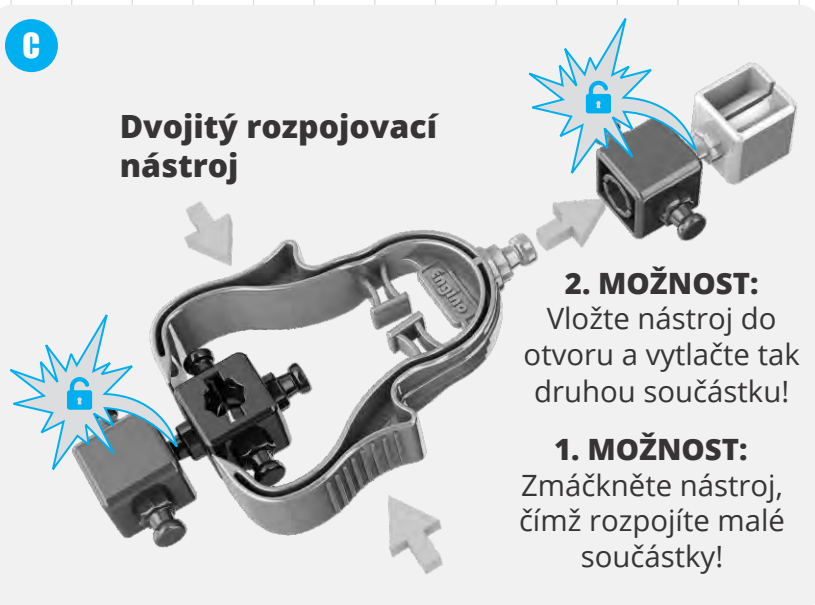 C
Dvojitý rozpojovací
nástroj
Engino
2. MOŽNOST:
Vložte nástroj do
otvoru a vytlačte tak
druhou součástku!
1. MOŽNOST:
Zmáčkněte nástroj,
čímž rozpojíte malé
součástky!